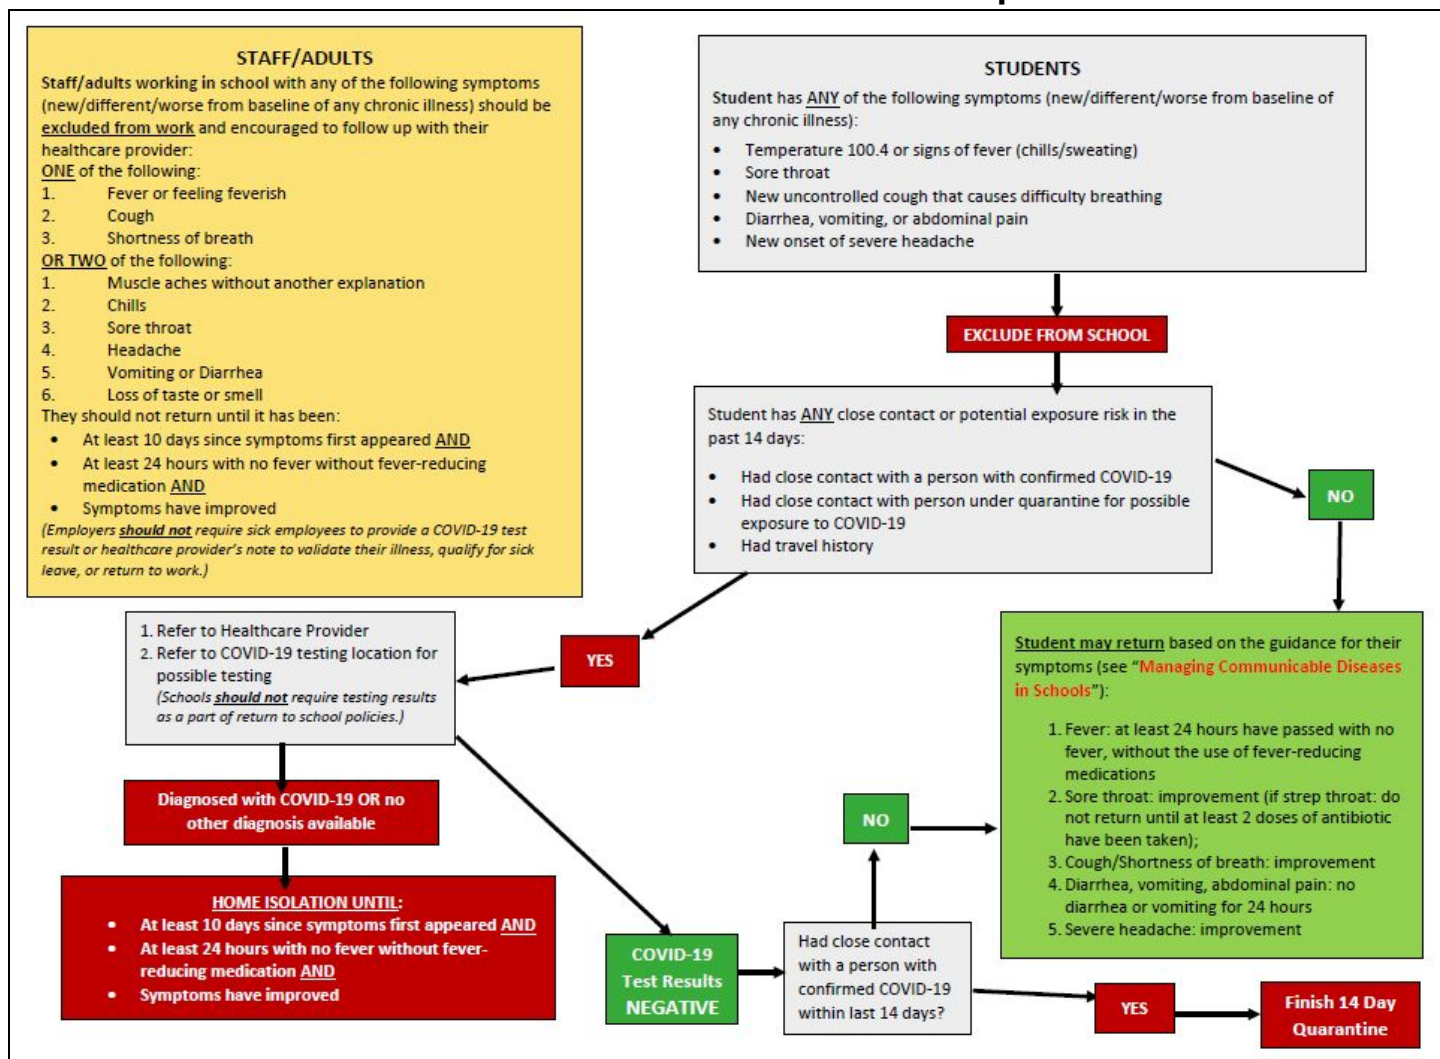 STAFF/ADULTS
Staff/adults working in school with any of the following symptoms
(new/different/worse from baseline of any chronic illness) should be
excluded from work and encouraged to follow up with their
healthcare provider:
ONE of the following:
1. Fever or feeling feverish
2. Cough
3. Shortness of breath
OR TWO of the following:
1. Muscle aches without another explanation
2. Chills
3. Sore throat
4. Headache
5. Vomiting or Diarrhea
6. Loss of taste or smell
They should not return until it has been:
• At least 10 days since symptoms first appeared AND
• At least 24 hours with no fever without fever-reducing
medication AND
• Symptoms have improved
(Employers should not require sick employees to provide a COVID-19 test
result or healthcare provider's note to validate their illness, qualify for sick
leave, or return to work.)
STUDENTS
Student has ANY of the following symptoms (new/different/worse from baseline of
any chronic illness):
• Temperature 100.4 or signs of fever (chills/sweating)
• Sore throat
• New uncontrolled cough that causes difficulty breathing
• Diarrhea, vomiting, or abdominal pain
• New onset of severe headache
EXCLUDE FROM SCHOOL
Student has ANY close contact or potential exposure risk in the
past 14 days:
• Had close contact with a person with confirmed COVID-19
• Had close contact with person under quarantine for possible
exposure to COVID-19
• Had travel history
NO
YES
1. Refer to Healthcare Provider
2. Refer to COVID-19 testing location for
possible testing
(Schools should not require testing results
as a part of return to school policies.)
Student may return based on the guidance for their
symptoms (see "Managing Communicable Diseases
in Schools"):
1. Fever: at least 24 hours have passed with no
fever, without the use of fever-reducing
medications
2. Sore throat: improvement (if strep throat: do
not return until at least 2 doses of antibiotic
have been taken);
3. Cough/Shortness of breath: improvement
4. Diarrhea, vomiting, abdominal pain: no
diarrhea or vomiting for 24 hours
5. Severe headache: improvement
Diagnosed with COVID-19 OR no
other diagnosis available
HOME ISOLATION UNTIL:
• At least 10 days since symptoms first appeared AND
• At least 24 hours with no fever without fever-
reducing medication AND
• Symptoms have improved
COVID-19
Test Results
NEGATIVE
Had close contact
with a person with
confirmed COVID-19
within last 14 days?
NO
YES
Finish 14 Day
Quarantine